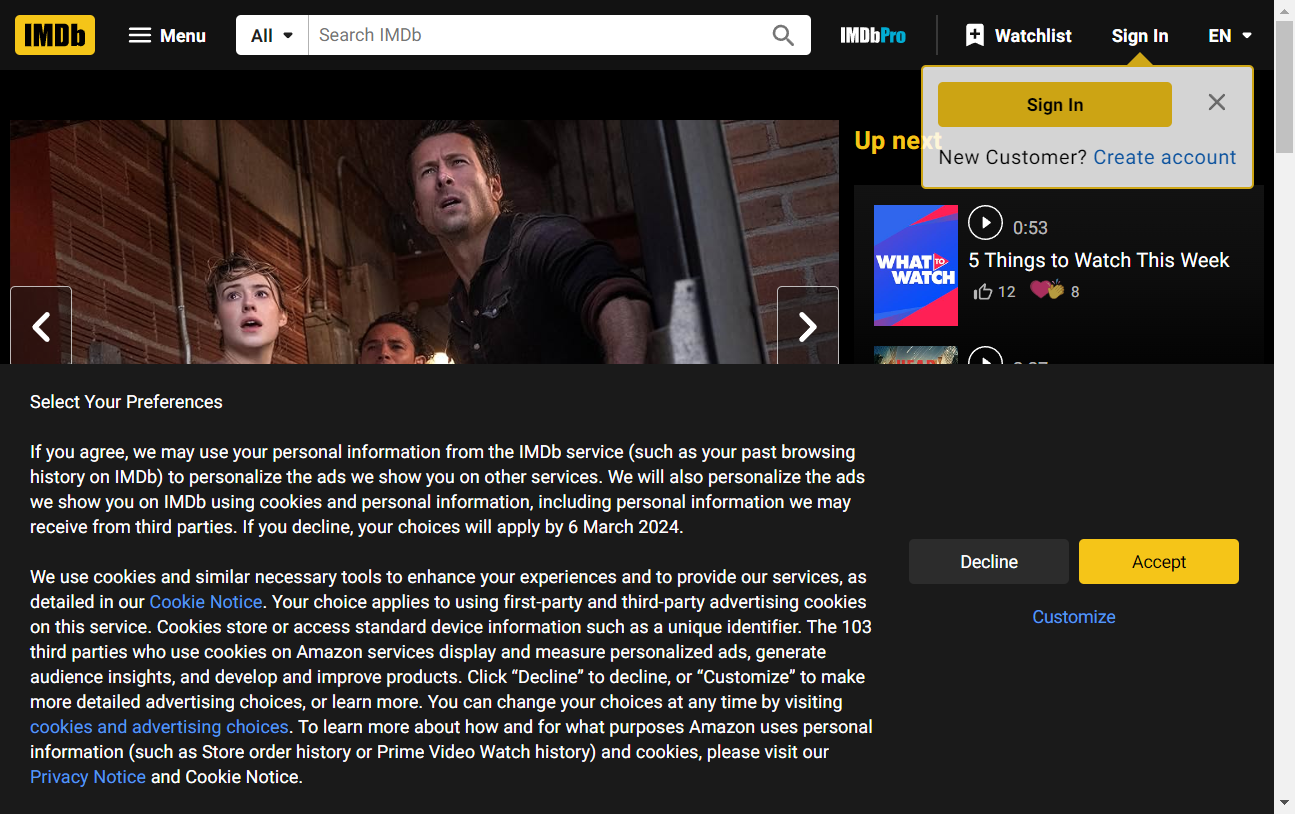 IMDb
Menu
All
Search IMDb
IMDbPro
Watchlist
Sign In
EN
Sign In
New Customer? Create account
Up next
WHAT TO WATCH
0:53
5 Things to Watch This Week
12
8
Select Your Preferences
If you agree, we may use your personal information from the IMDb service (such as your past browsing
history on IMDb) to personalize the ads we show you on other services. We will also personalize the ads
we show you on IMDb using cookies and personal information, including personal information we may
receive from third parties. If you decline, your choices will apply by 6 March 2024.
We use cookies and similar necessary tools to enhance your experiences and to provide our services, as
detailed in our Cookie Notice. Your choice applies to using first-party and third-party advertising cookies
on this service. Cookies store or access standard device information such as a unique identifier. The 103
third parties who use cookies on Amazon services display and measure personalized ads, generate
audience insights, and develop and improve products. Click “Decline” to decline, or “Customize” to make
more detailed advertising choices, or learn more. You can change your choices at any time by visiting
cookies and advertising choices. To learn more about how and for what purposes Amazon uses personal
information (such as Store order history or Prime Video Watch history) and cookies, please visit our
Privacy Notice and Cookie Notice.
Decline
Accept
Customize